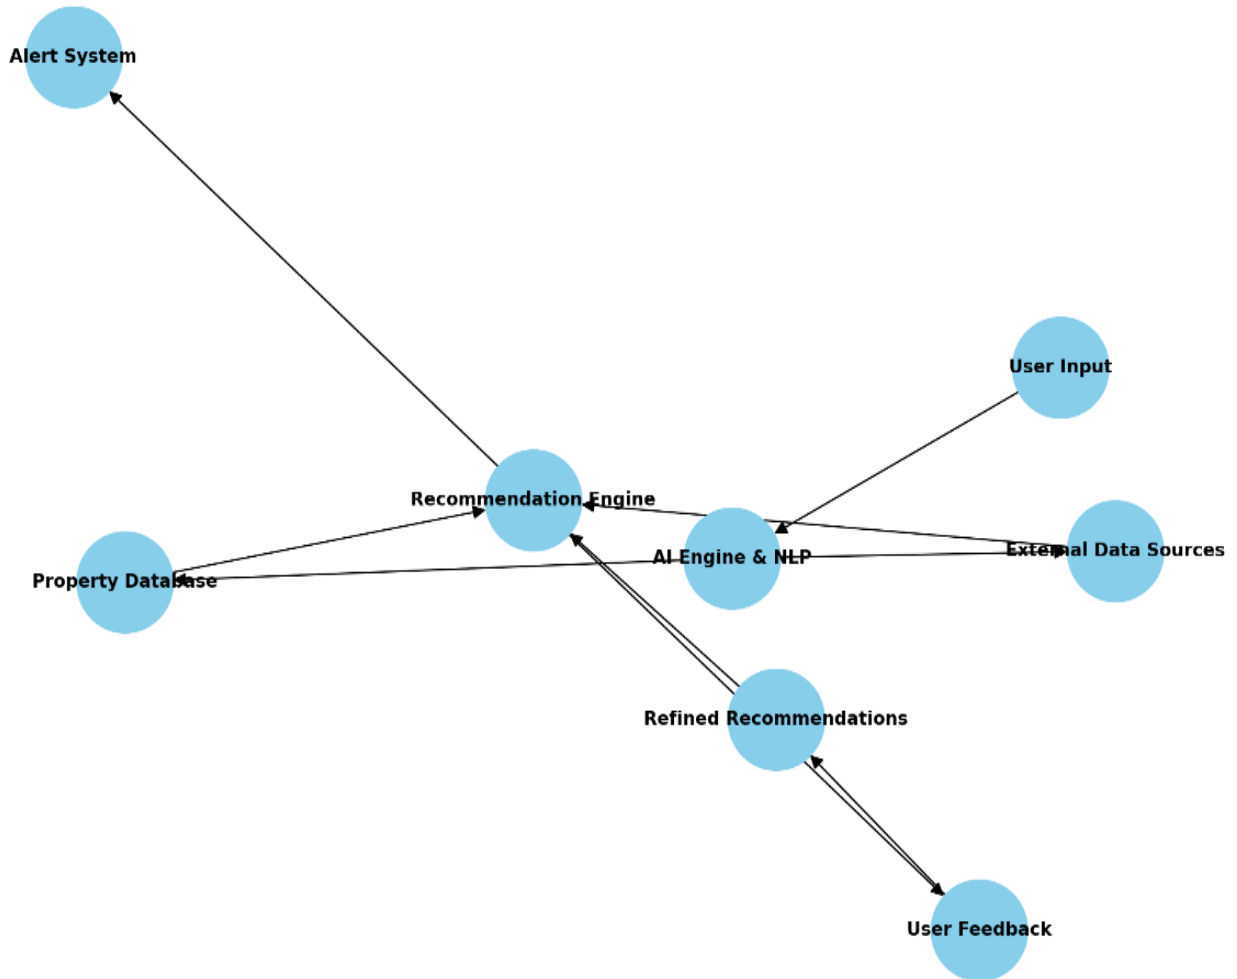 Alert System
User Input
Recommendation Engine
External Data Sources
AI Engine & NLP
Property Database
Refined Recommendations
User Feedback